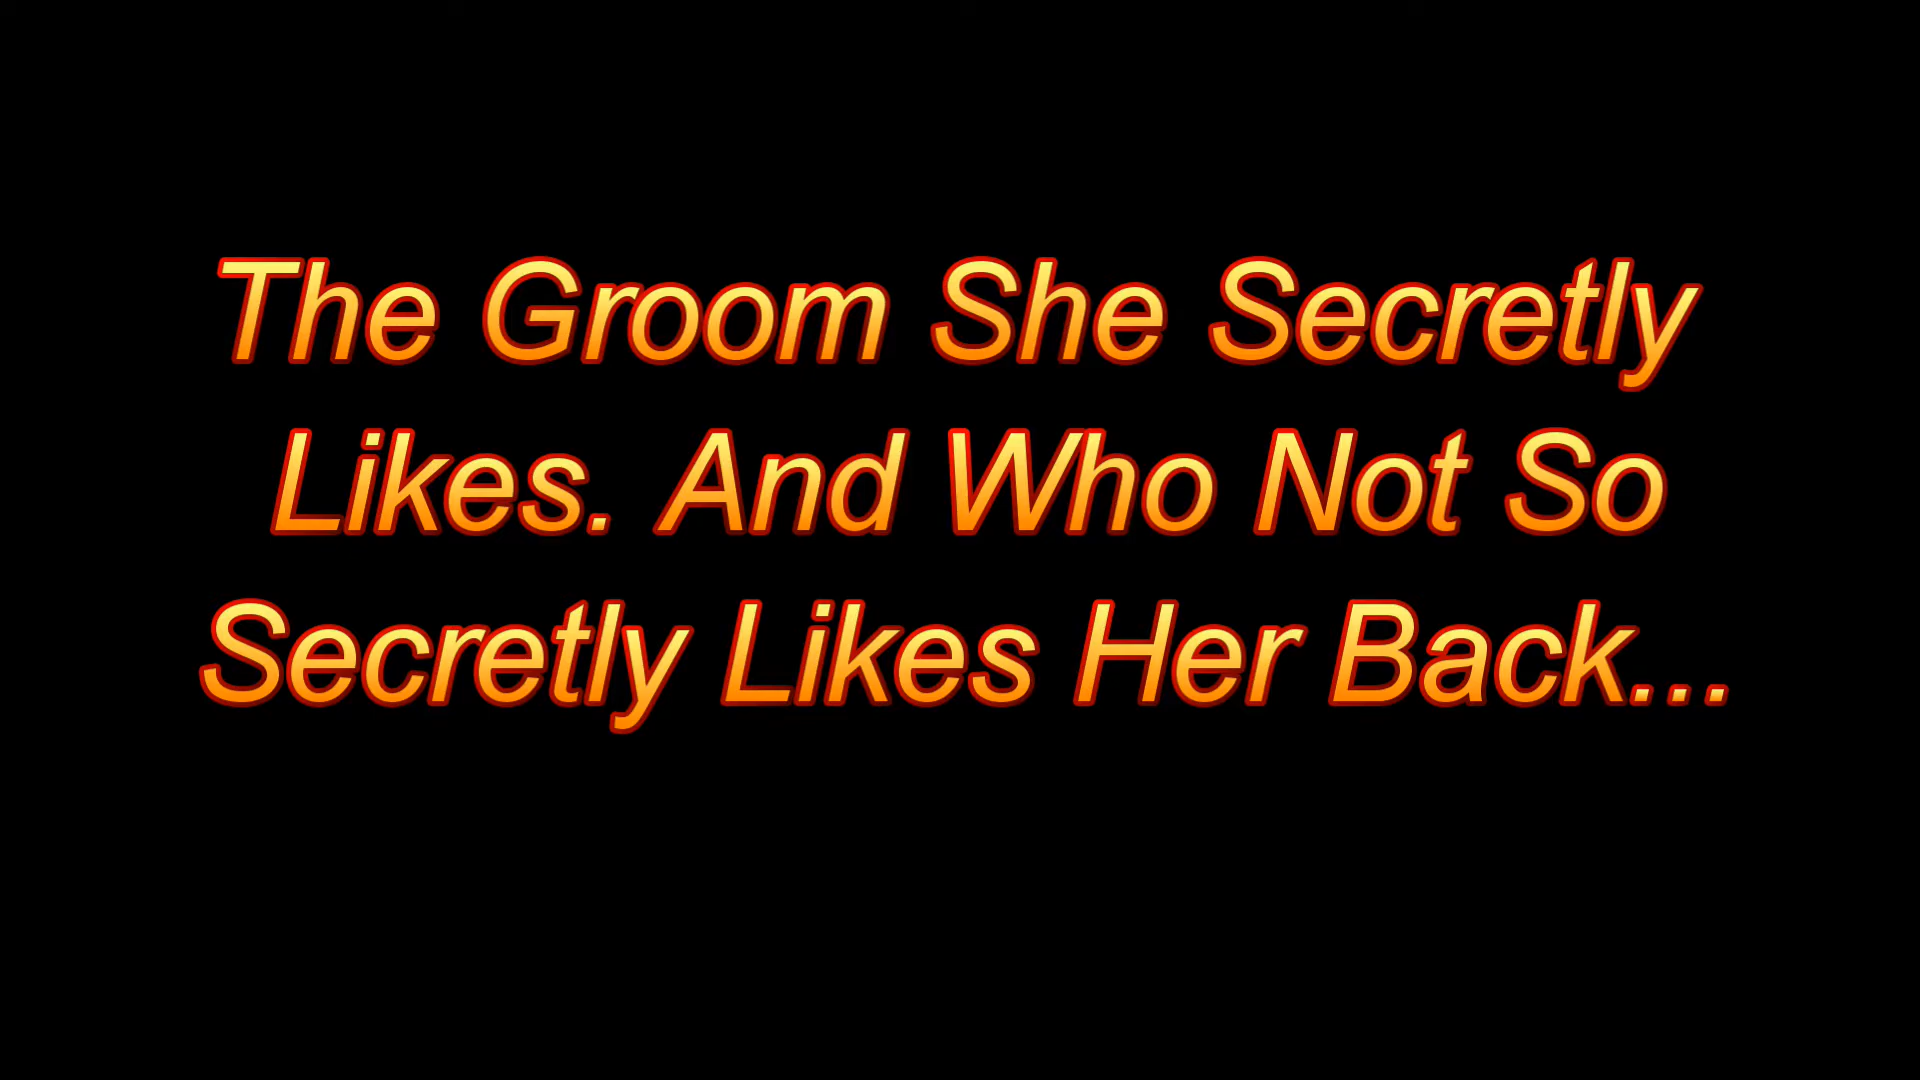 The Groom She Secretly
Likes. And Who Not So
Secretly Likes Her Back...